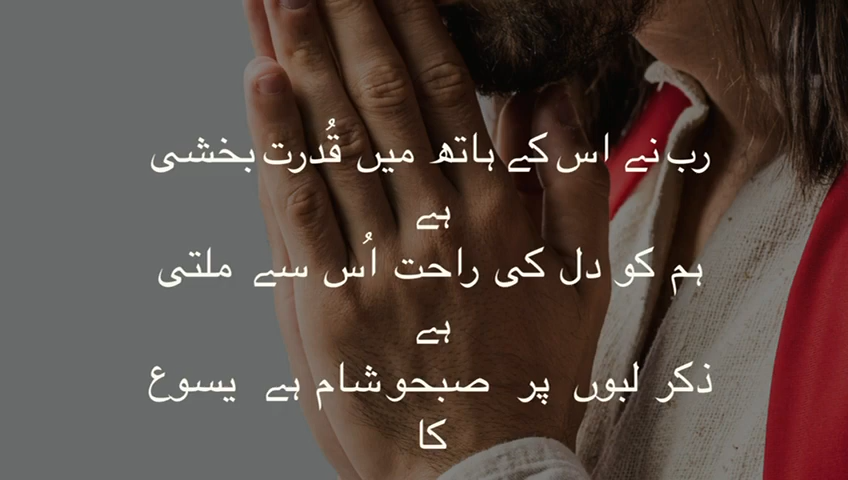 رب نے اس کے ہاتھ میں قُدرت بخشی
ہے
ہم کو دل کی راحت اُس سے ملتی
ہے
ذکر لبوں پر صبحوشام ہے یسوع
کا